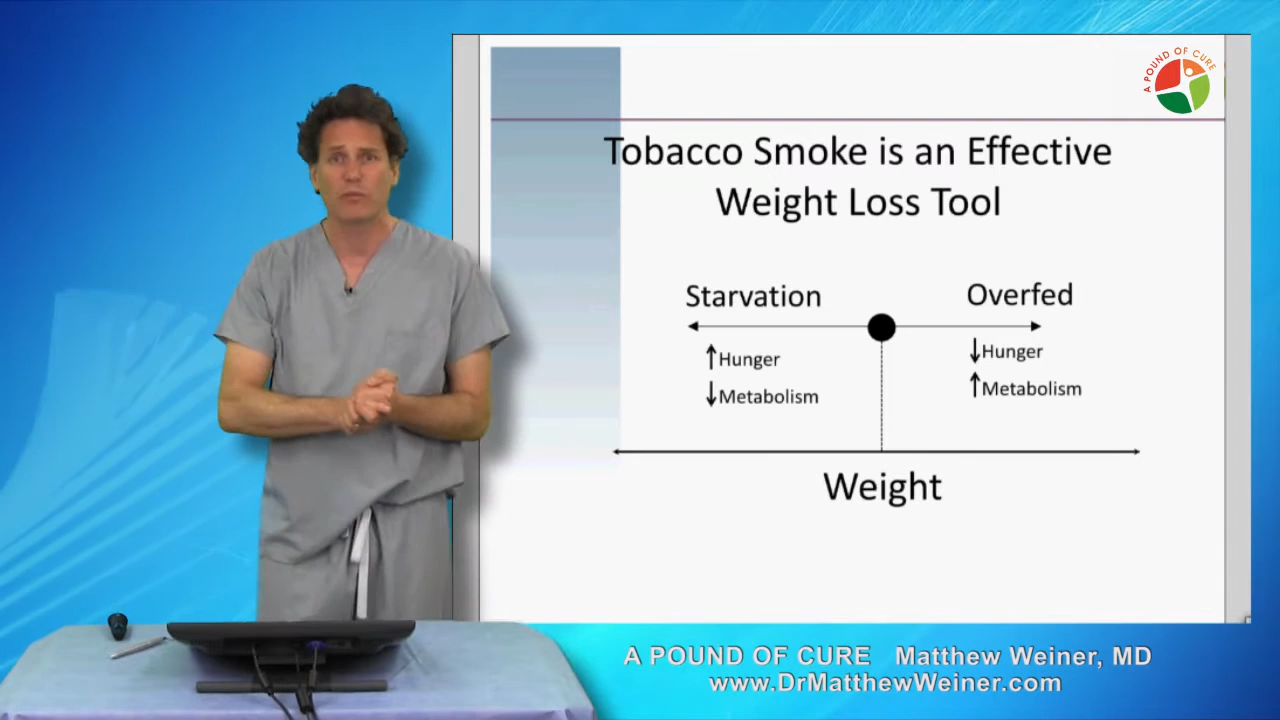 A POUND OF CURE
Tobacco Smoke is an Effective
Weight Loss Tool
Starvation
Overfed
↑Hunger
↓Metabolism
↓Hunger
↑Metabolism
Weight
A POUND OF CURE Matthew Weiner, MD
www.DrMatthewWeiner.com